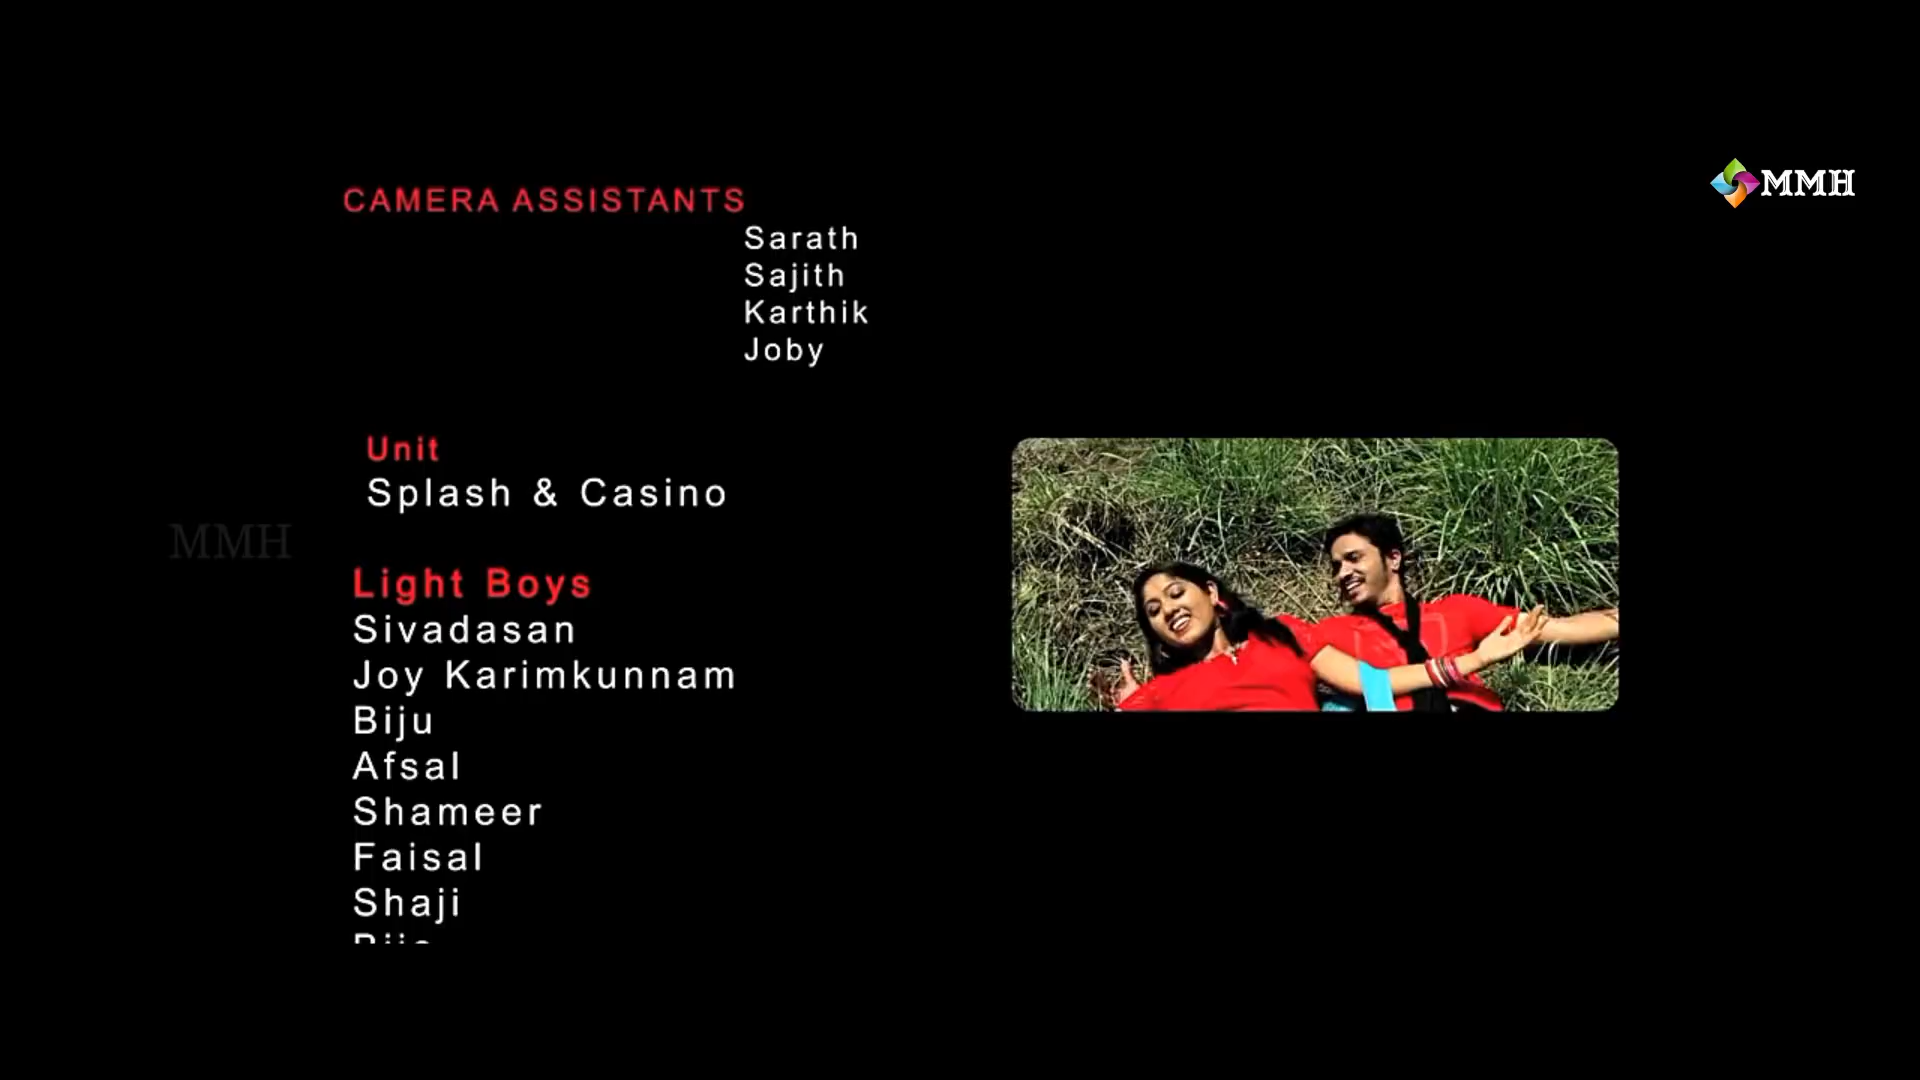 MMH
CAMERA ASSISTANTS
Sarath
Sajith
Karthik
Joby
Unit
Splash & Casino
MMH
Light Boys
Sivadasan
Joy Karimkunnam
Biju
Afsal
Shameer
Faisal
Shaji